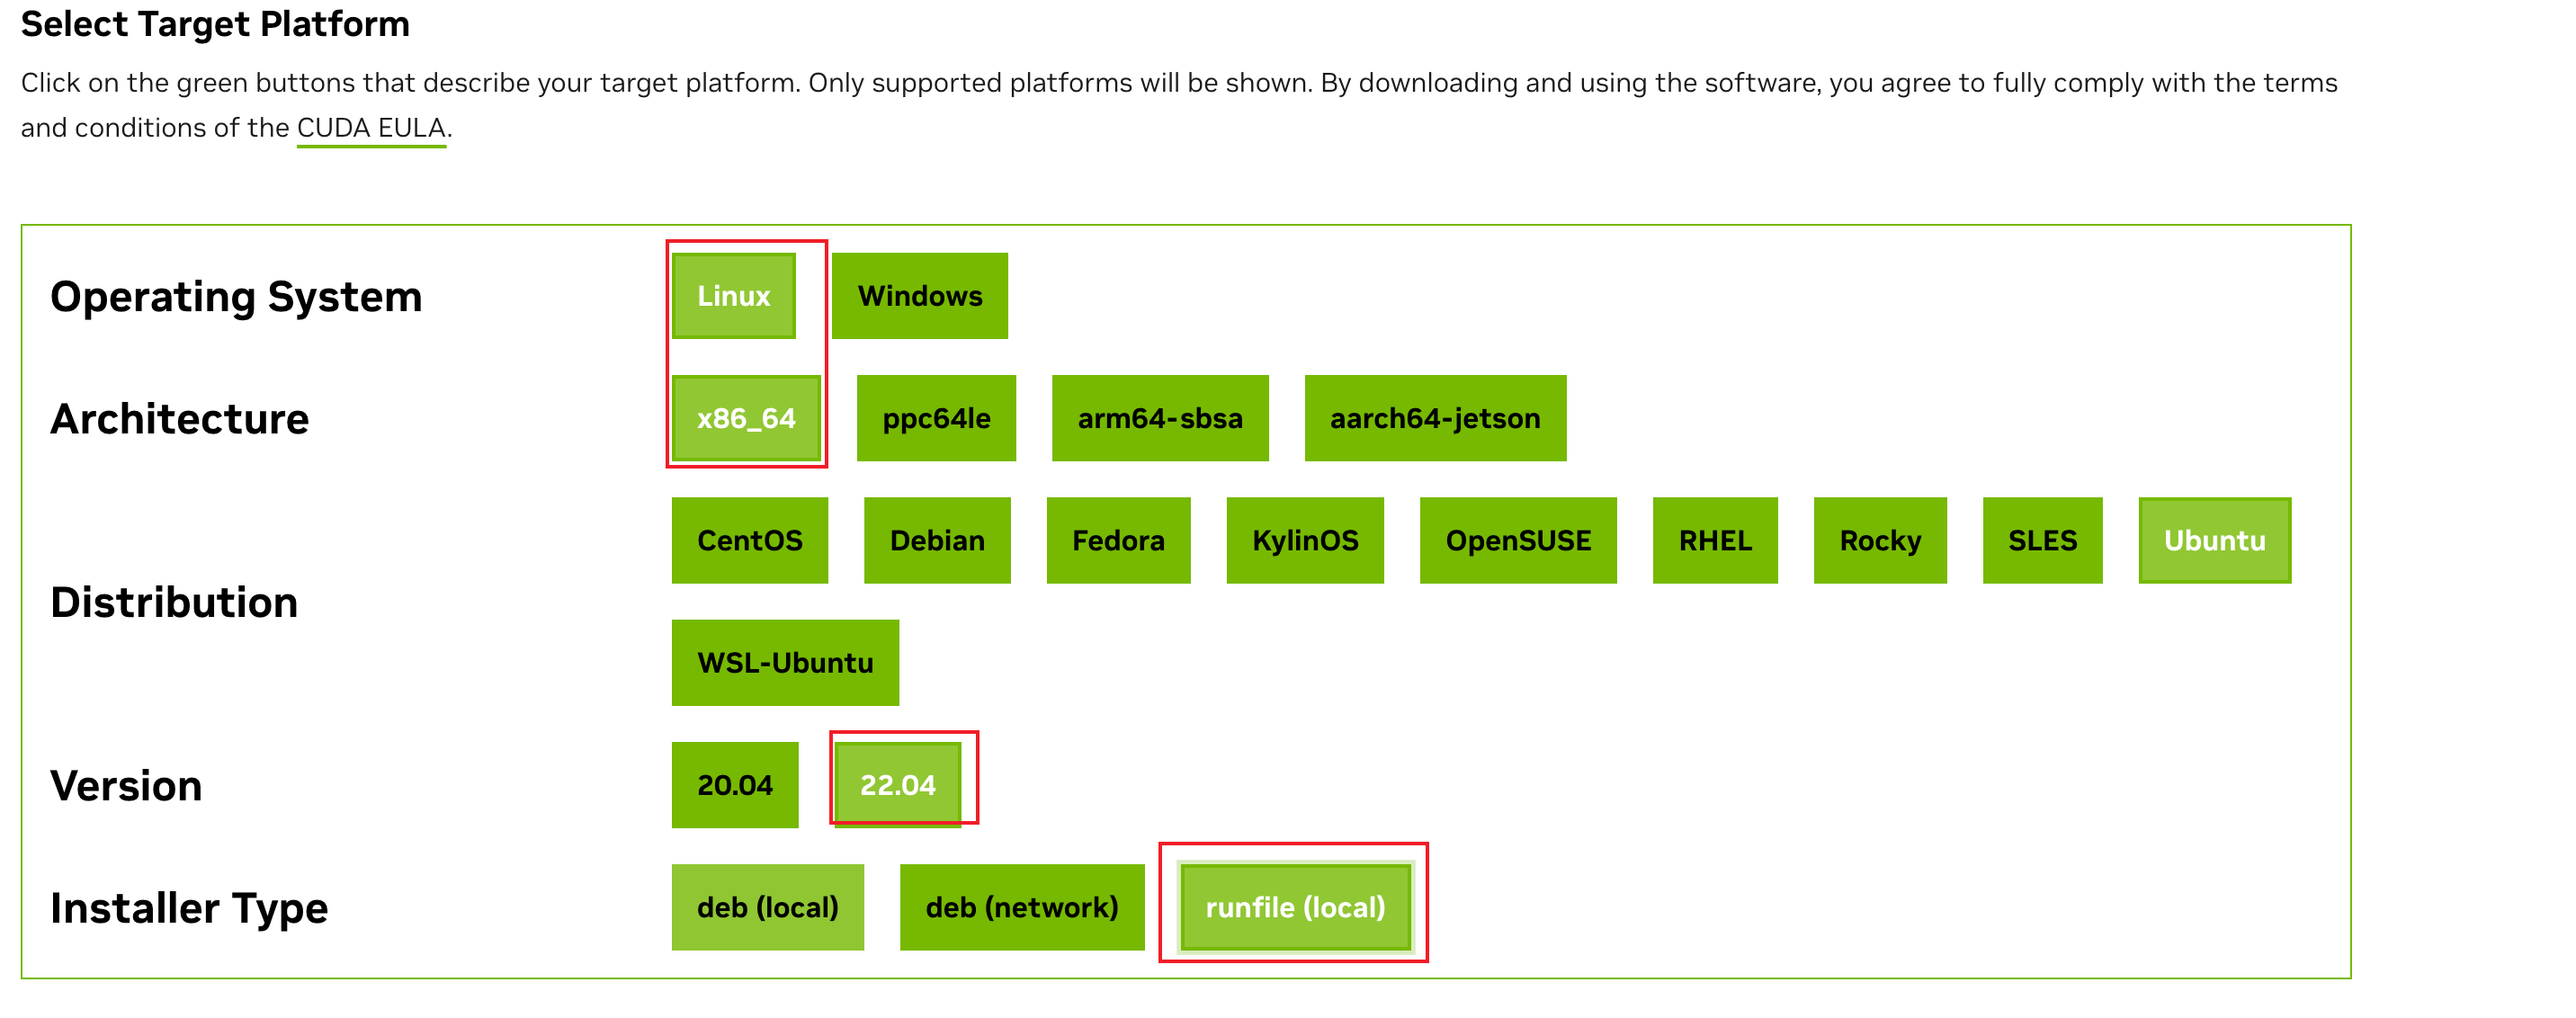 Select Target Platform
Click on the green buttons that describe your target platform. Only supported platforms will be shown. By downloading and using the software, you agree to fully comply with the terms
and conditions of the CUDA EULA.
Operating System Linux Windows
Architecture x86_64 ppc64le arm64-sbsa aarch64-jetson
CentOS Debian Fedora KylinOS OpenSUSE RHEL Rocky SLES Ubuntu
Distribution
WSL-Ubuntu
Version 20.04 22.04
Installer Type deb (local) deb (network) runfile (local)